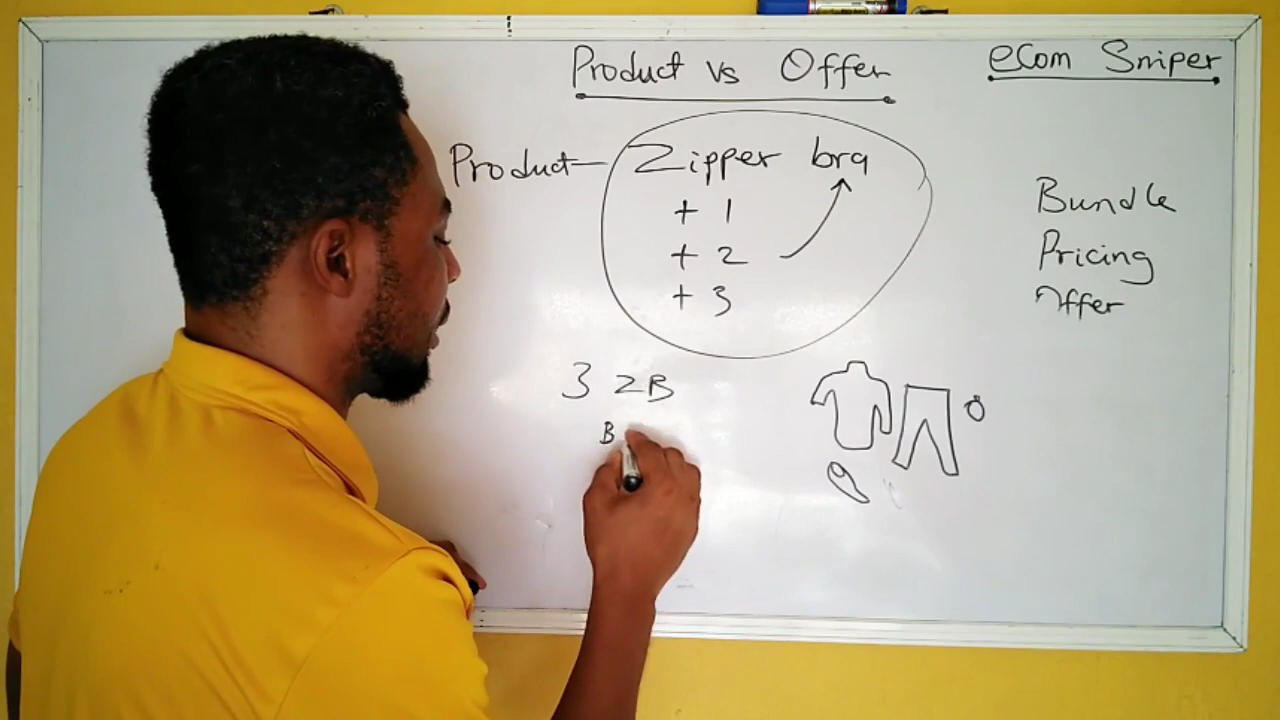 Product vs Offer
eCom Sniper
Product - Zipper bra
+ 1
+ 2
+ 3
Bundle
Pricing
Offer
3 ZB
B